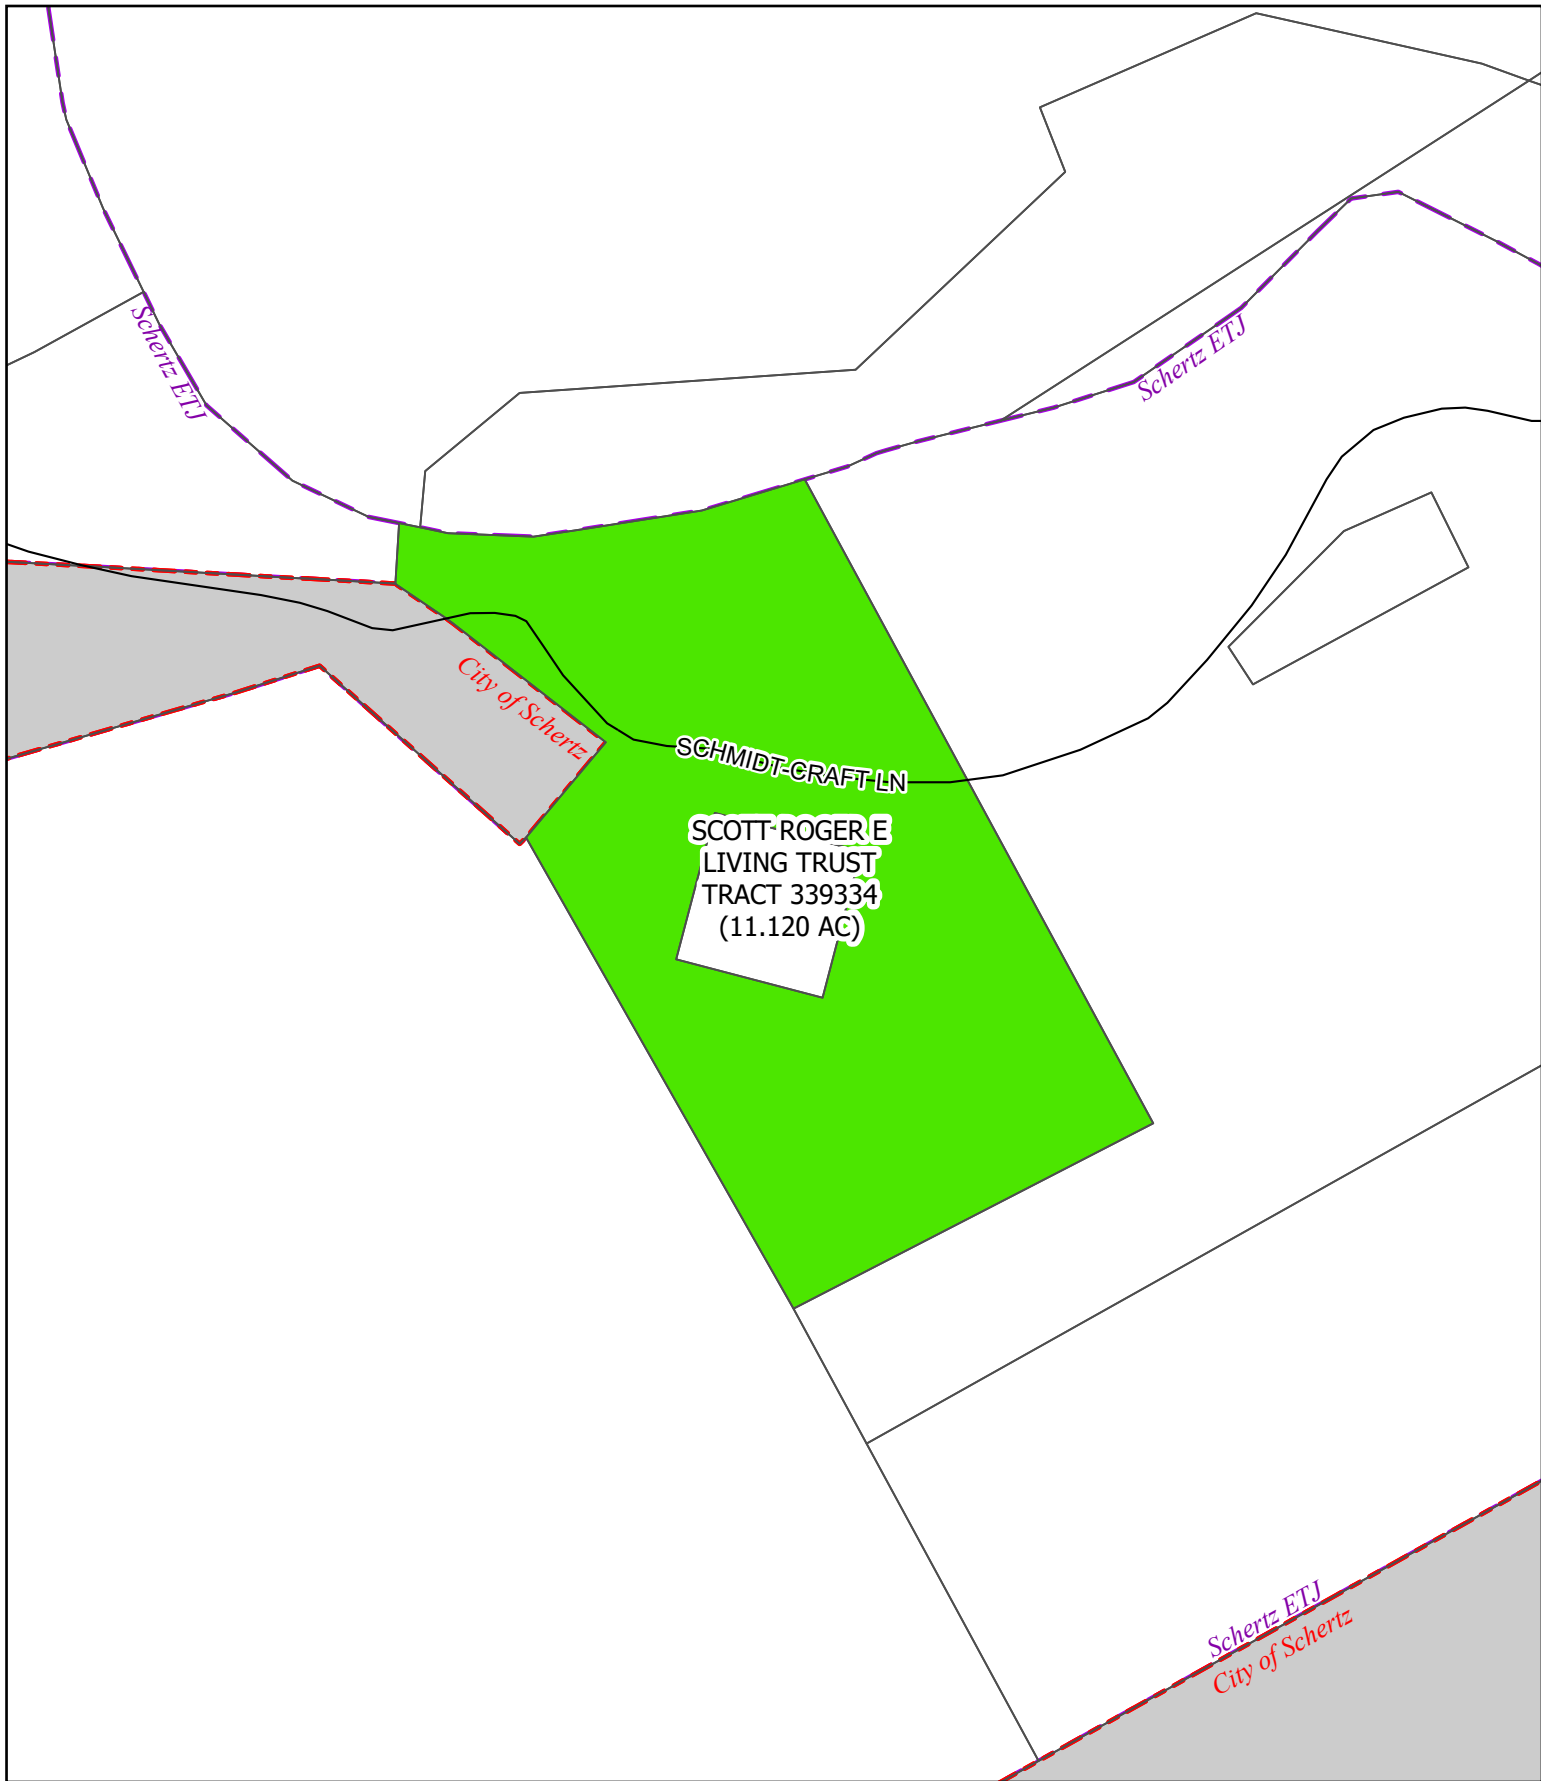 Schertz ETJ
Schertz ETJ
City of Schertz
SCHMIDT-CRAFT LN
SCOTT ROGER E
LIVING TRUST
TRACT 339334
(11.120 AC)
Schertz ETJ
City of Schertz